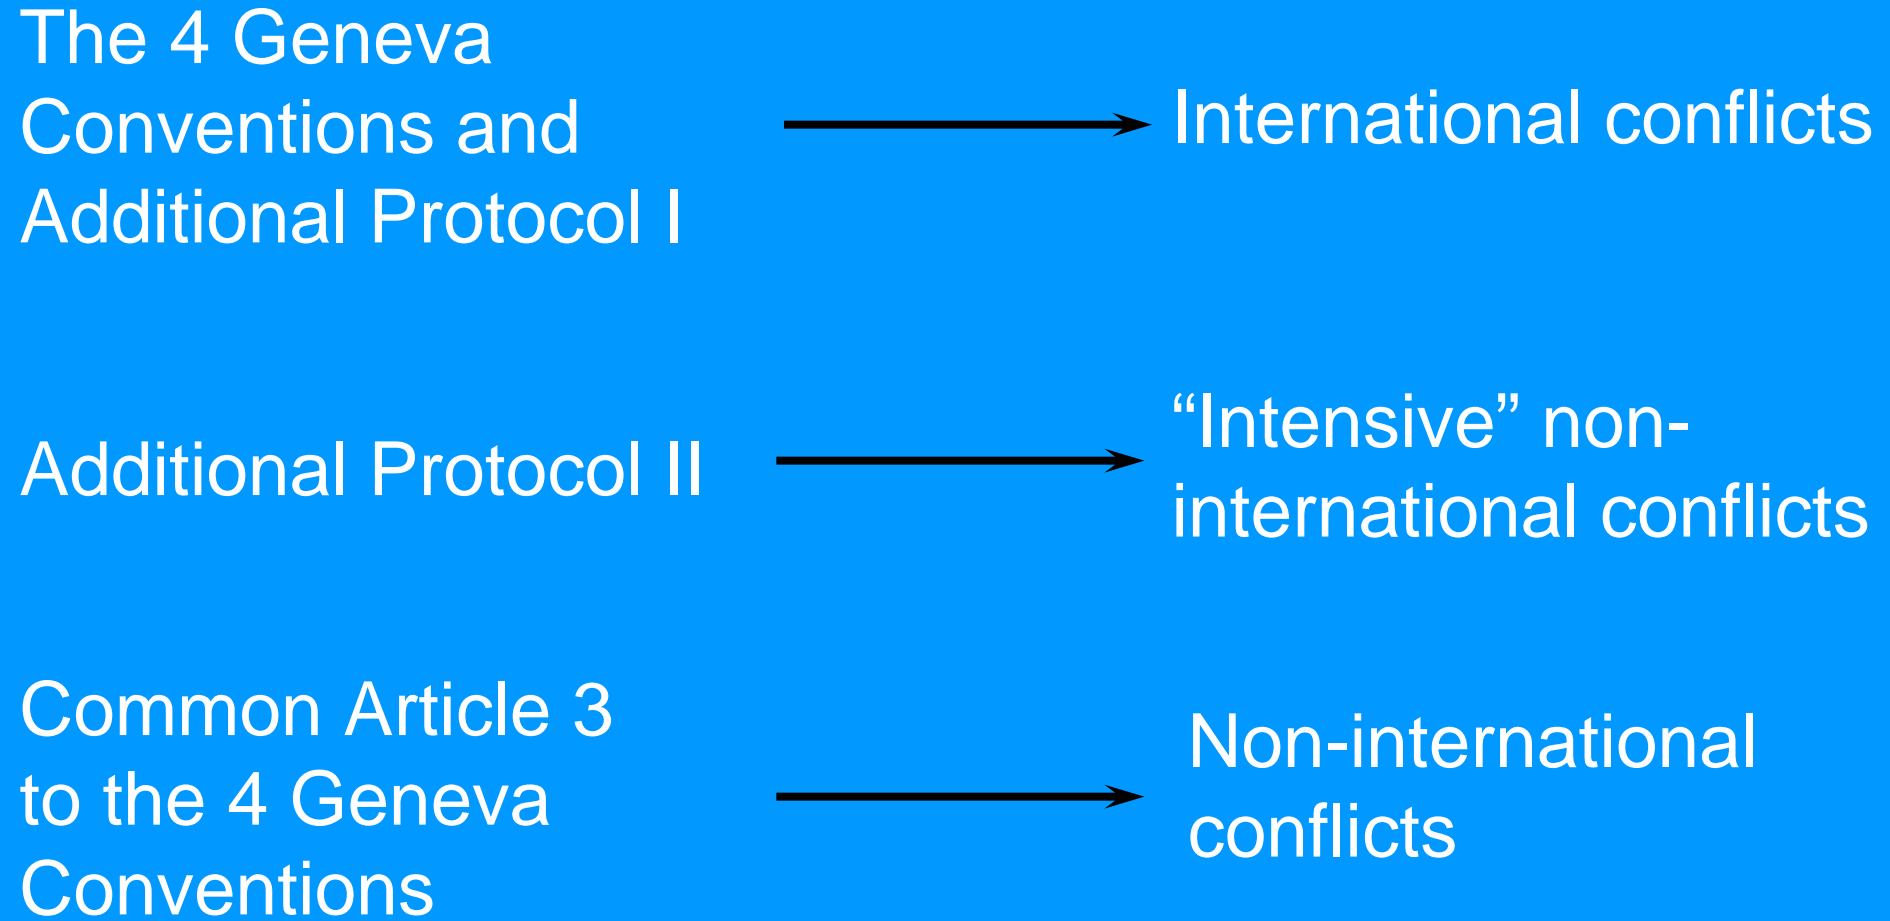 The 4 Geneva
Conventions and
Additional Protocol I
International conflicts
Additional Protocol II
“Intensive” non-
international conflicts
Common Article 3
to the 4 Geneva
Conventions
Non-international
conflicts